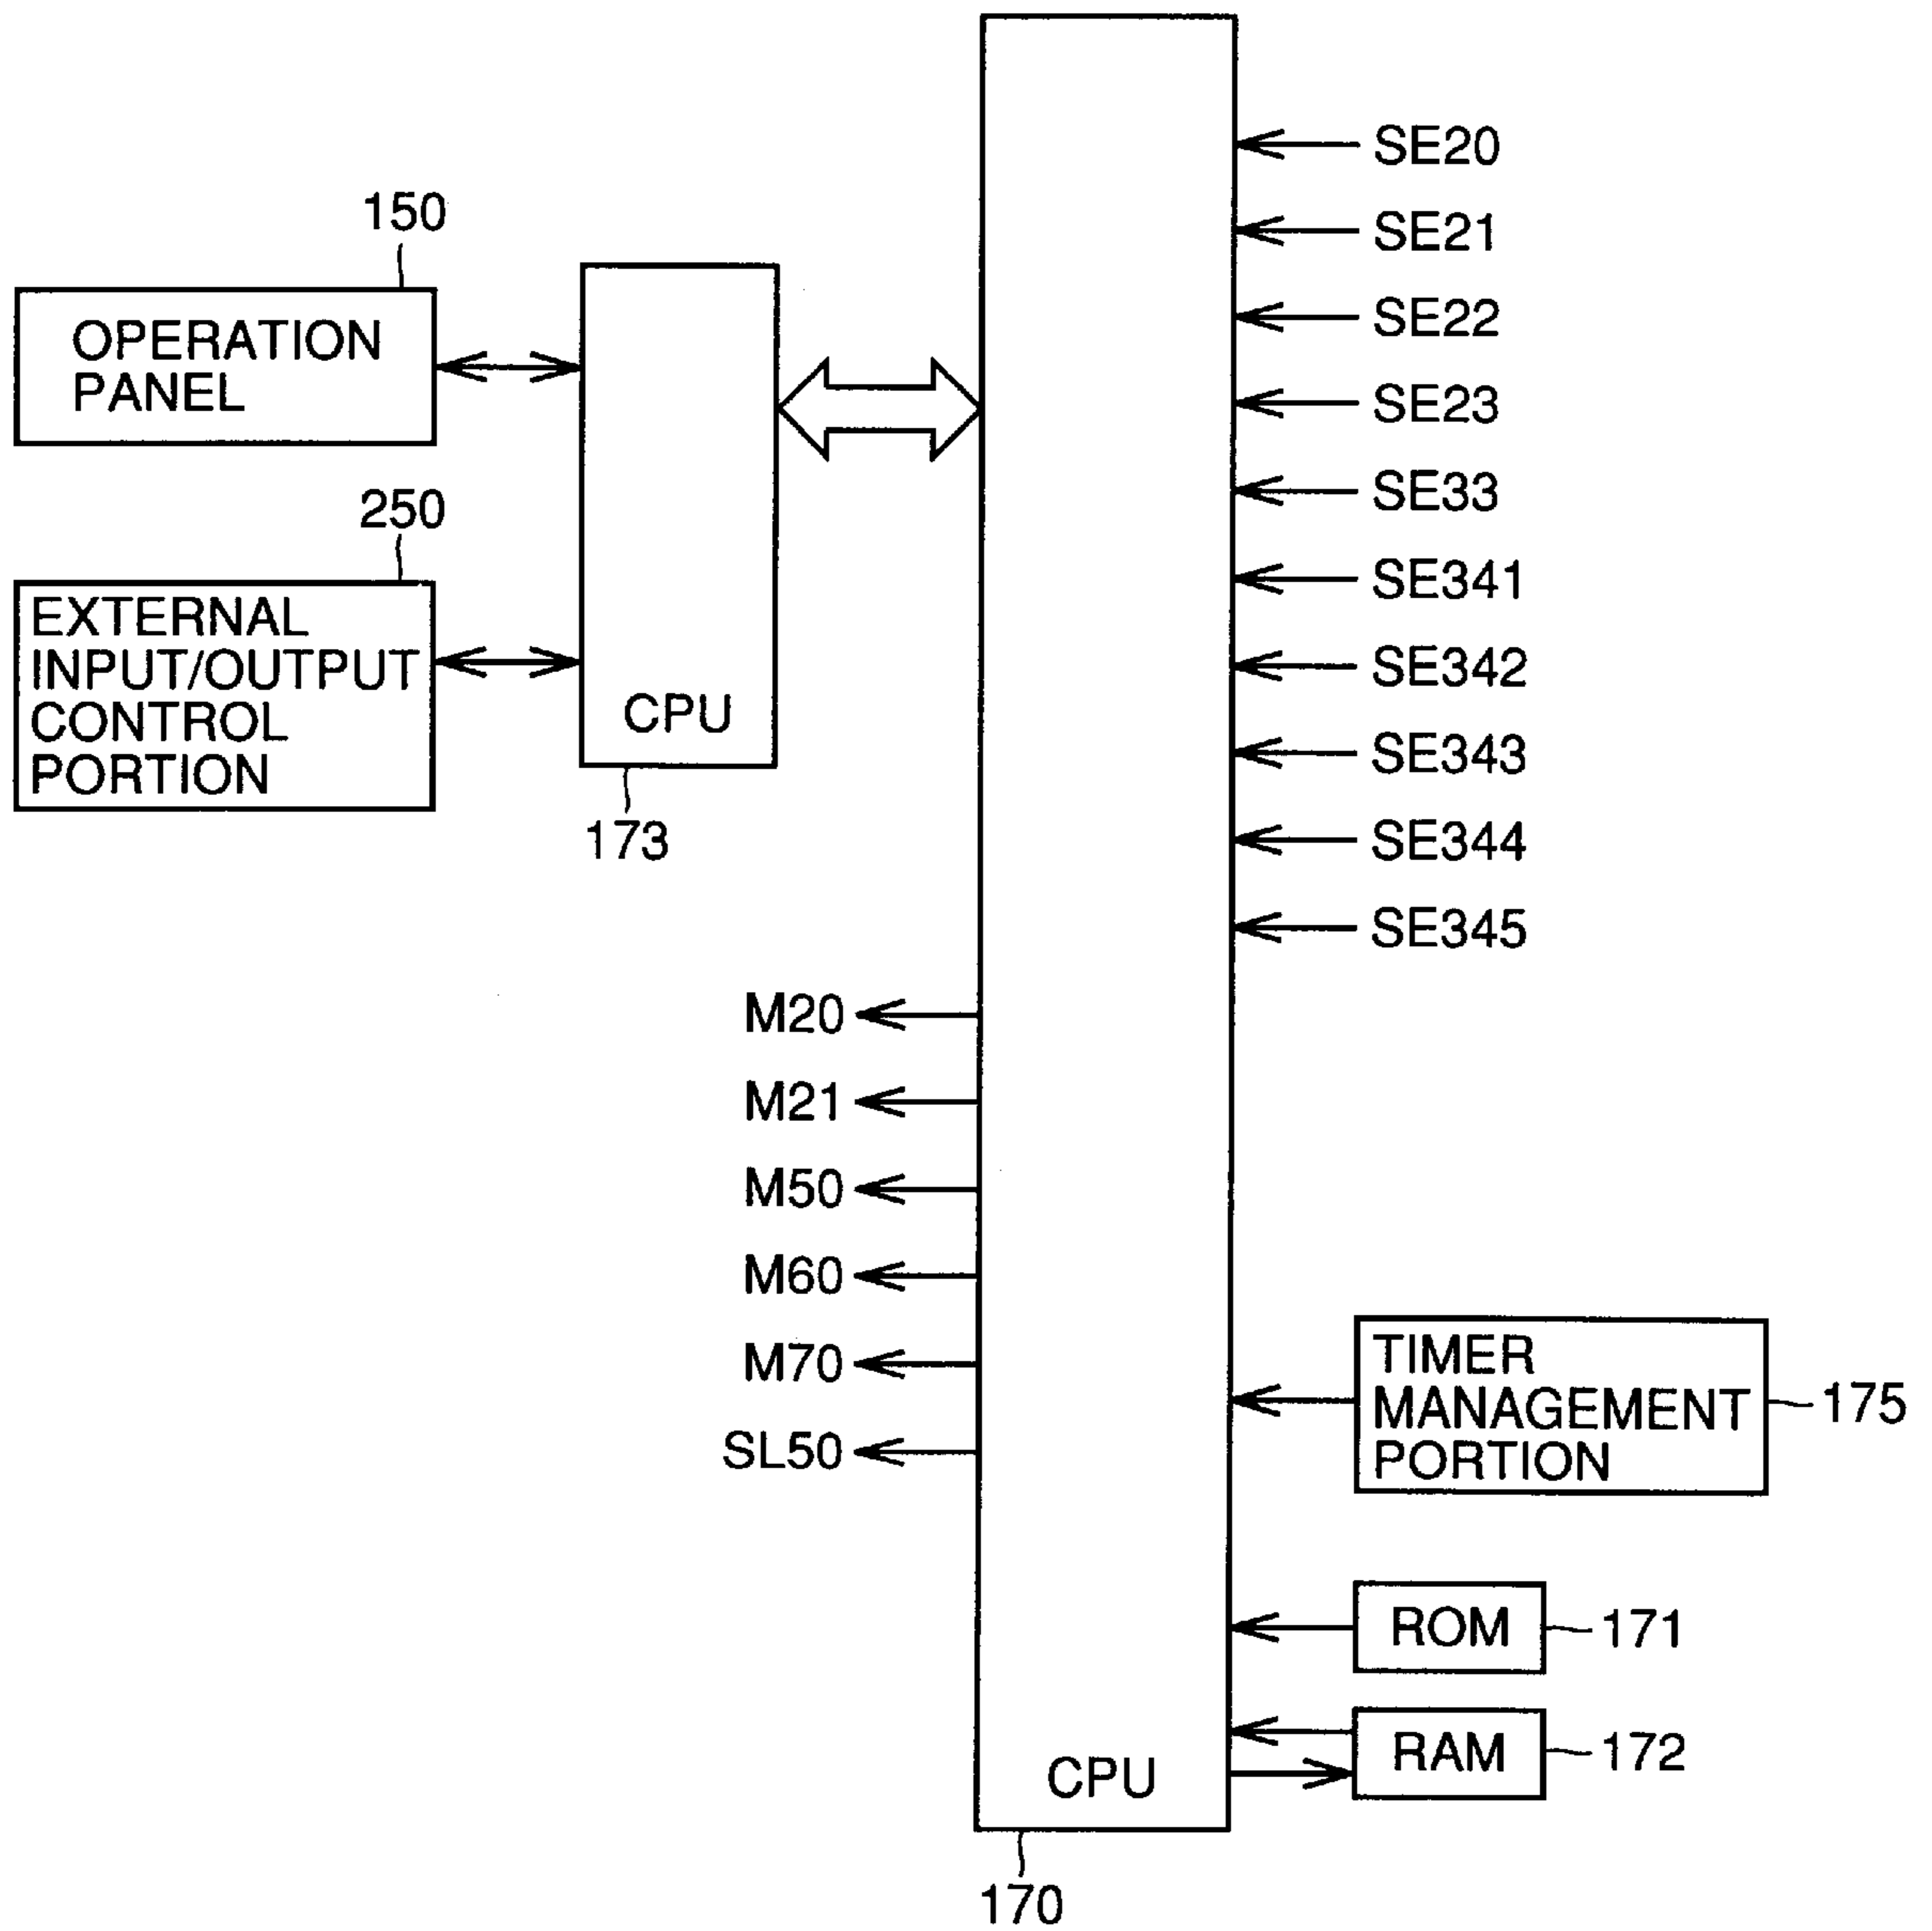 150
OPERATION
PANEL
250
EXTERNAL
INPUT/OUTPUT
CONTROL
PORTION
CPU
173
SE20
SE21
SE22
SE23
SE33
SE341
SE342
SE343
SE344
SE345
M20
M21
M50
M60
M70
SL50
TIMER
MANAGEMENT
PORTION
175
ROM
171
RAM
172
CPU
170